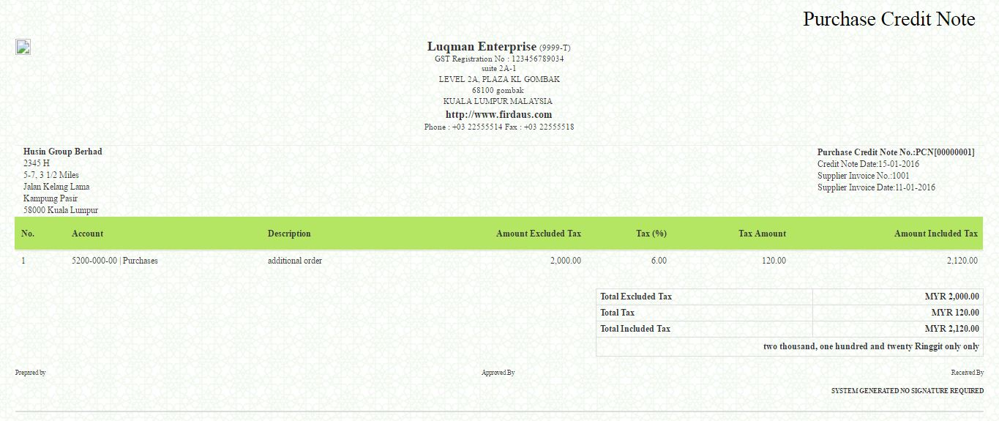 Purchase Credit Note
Luqman Enterprise (9999-T)
GST Registration No : 123456789034
suite 2A-1
LEVEL 2A, PLAZA KL GOMBAK
68100 gombak
KUALA LUMPUR MALAYSIA
http://www.firdaus.com
Phone : +03 22555514 Fax : +03 22555518
Husin Group Berhad
2345 H
5-7, 3 1/2 Miles
Jalan Kelang Lama
Kampung Pasir
58000 Kuala Lumpur
Purchase Credit Note No.:PCN[00000001]
Credit Note Date:15-01-2016
Supplier Invoice No.:1001
Supplier Invoice Date:11-01-2016
No. Account Description Amount Excluded Tax Tax (%) Tax Amount Amount Included Tax
1 5200-000-00 | Purchases additional order 2,000.00 6.00 120.00 2,120.00
Total Excluded Tax MYR 2,000.00
Total Tax MYR 120.00
Total Included Tax MYR 2,120.00
two thousand, one hundred and twenty Ringgit only only
Prepared by Approved By Received By
SYSTEM GENERATED NO SIGNATURE REQUIRED